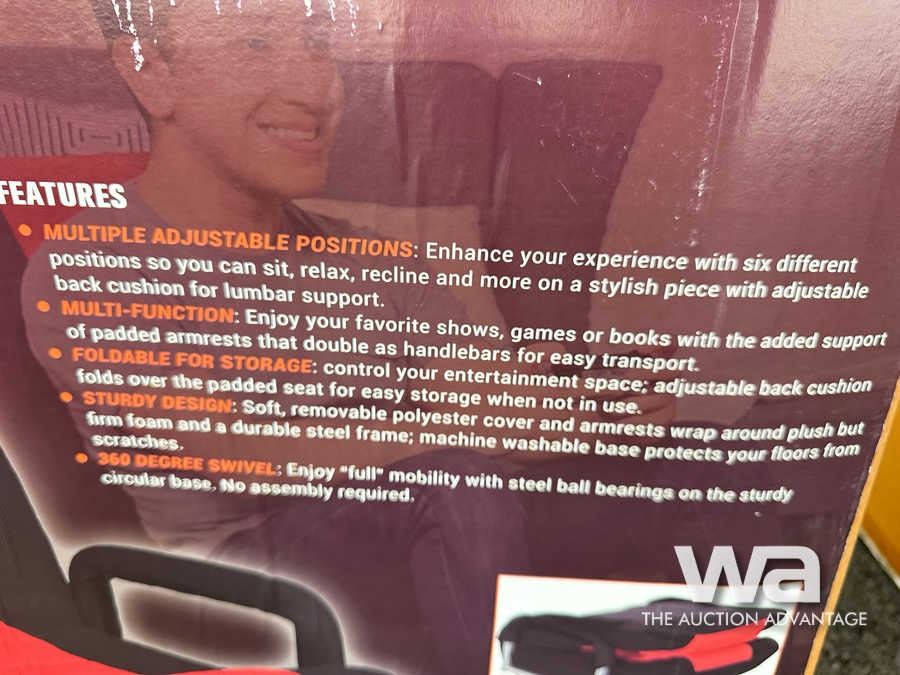 FEATURES
• MULTIPLE ADJUSTABLE POSITIONS: Enhance your experience with six different
positions so you can sit, relax, recline and more on a stylish piece with adjustable
back cushion for lumbar support.
• MULTI-FUNCTION: Enjoy your favorite shows, games or books with the added support
of padded armrests that double as handlebars for easy transport.
• FOLDABLE FOR STORAGE: control your entertainment space; adjustable back cushion
folds over the padded seat for easy storage when not in use.
• STURDY DESIGN: Soft, removable polyester cover and armrests wrap around plush but
firm foam and a durable steel frame; machine washable base protects your floors from
scratches.
• 360 DEGREE SWIVEL: Enjoy "full" mobility with steel ball bearings on the sturdy
circular base. No assembly required.
wa
THE AUCTION ADVANTAGE